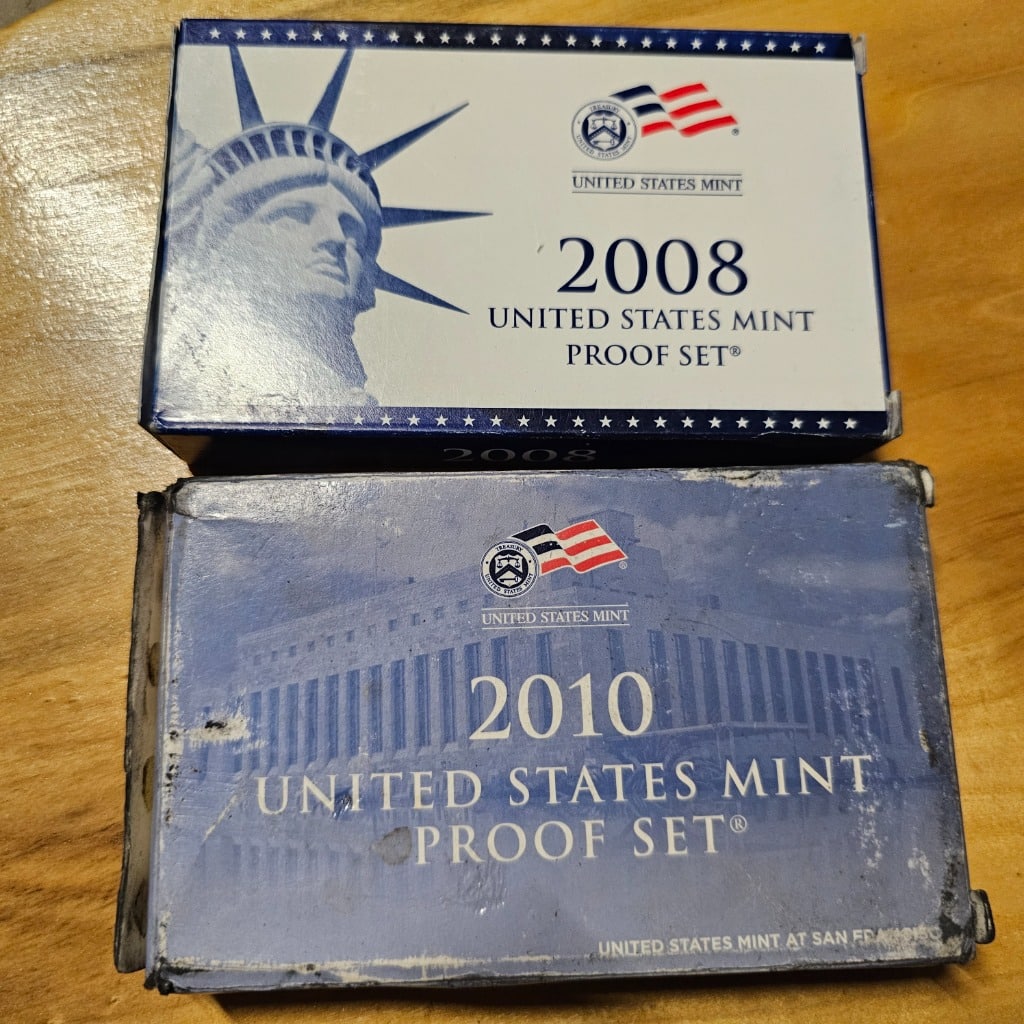 UNITED STATES MINT
2008
UNITED STATES MINT
PROOF SET®
2008
UNITED STATES MINT
2010
UNITED STATES MINT
PROOF SET®
UNITED STATES MINT AT SAN